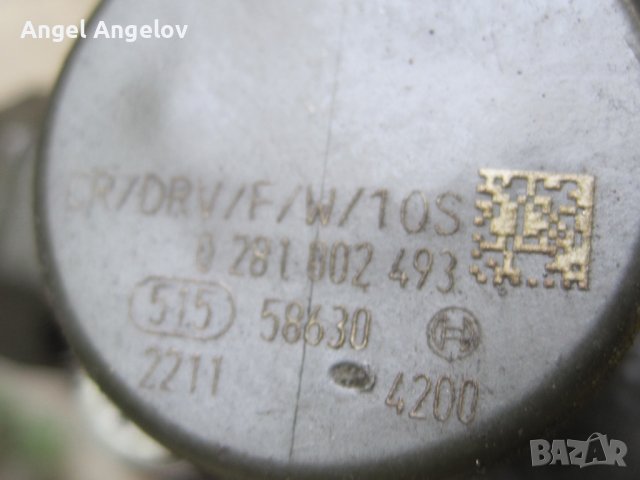 Angel Angelov
CR/DRV/F/W/10S
0 281 002 493
515 58630
2211 4200
BAZAR